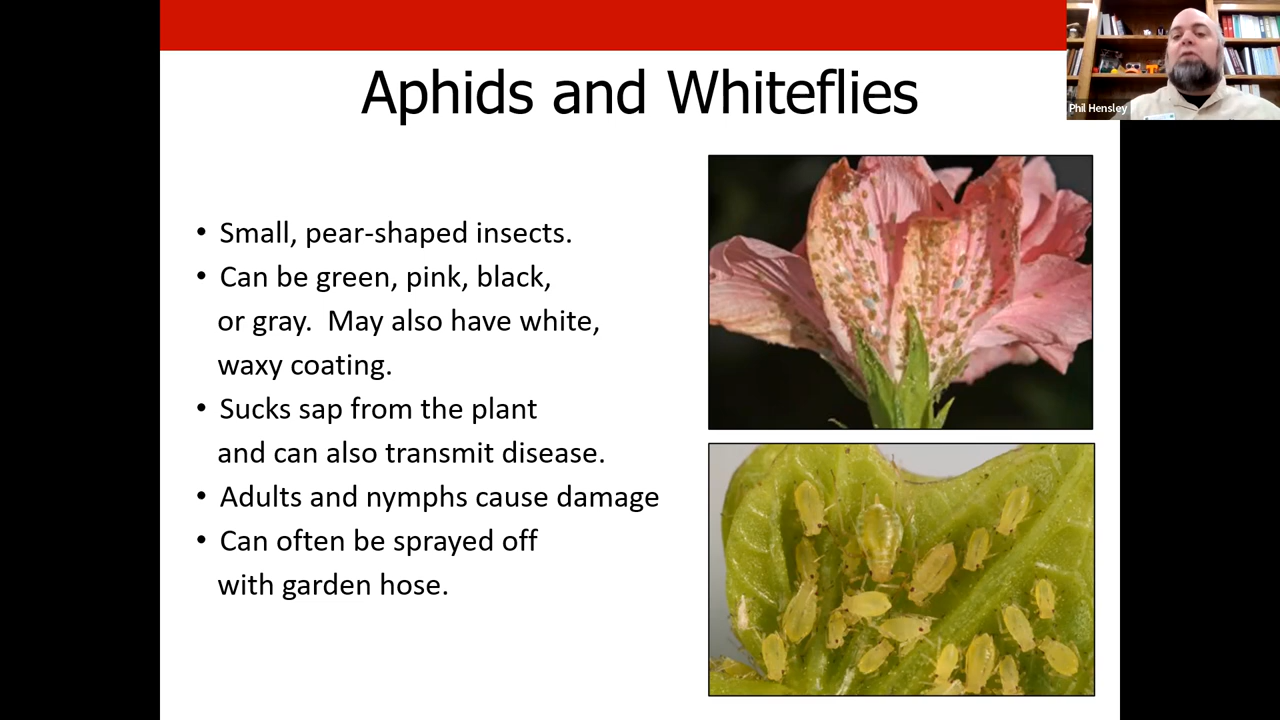 Aphids and Whiteflies
Phil Hensley
• Small, pear-shaped insects.
• Can be green, pink, black,
or gray.  May also have white,
waxy coating.
• Sucks sap from the plant
and can also transmit disease.
• Adults and nymphs cause damage
• Can often be sprayed off
with garden hose.